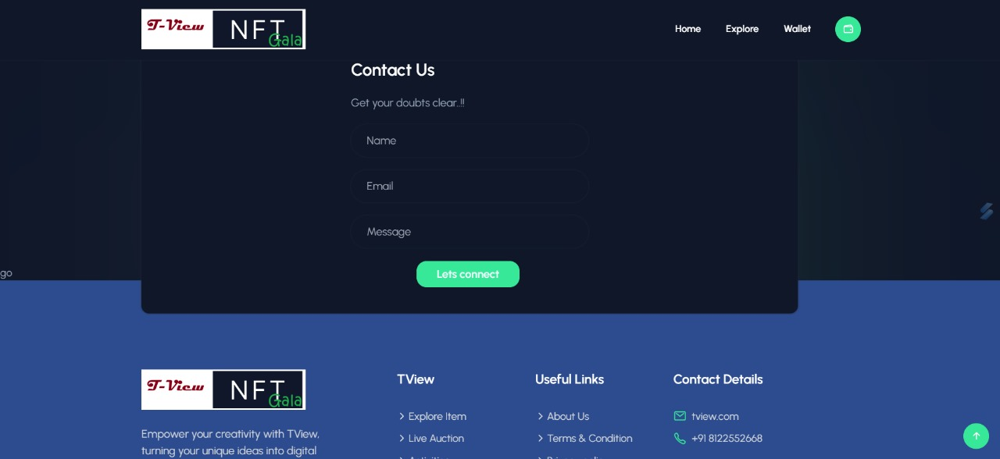 T-View NFT Gala
Home Explore Wallet
Contact Us
Get your doubts clear..!!
Name
Email
Message
Lets connect
go
T-View NFT Gala
Empower your creativity with TView,
turning your unique ideas into digital
TView
Explore Item
Live Auction
Useful Links
About Us
Terms & Condition
Contact Details
tview.com
+91 8122552668